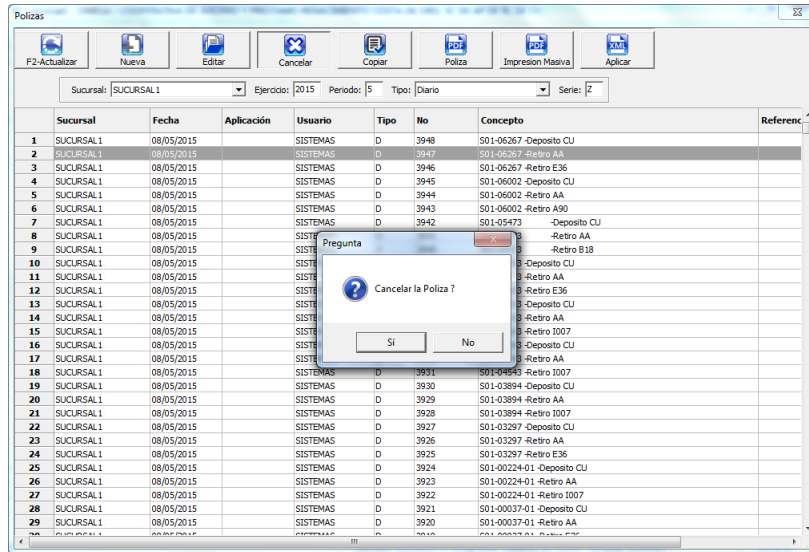 Polizas
F2-Actualizar Nueva Editar Cancelar Copiar PDF Poliza PDF Impresion Masiva XML Aplicar
Sucursal: SUCURSAL1 Ejercicio: 2015 Periodo: 5 Tipo: Diario Serie: Z
Sucursal Fecha Aplicación Usuario Tipo No Concepto Referenc
1 SUCURSAL1 08/05/2015 SISTEMAS D 3948 S01-06267 -Deposito CU
2 SUCURSAL1 08/05/2015 SISTEMAS D 3947 S01-06267 -Retiro AA
3 SUCURSAL1 08/05/2015 SISTEMAS D 3946 S01-06267 -Retiro E36
4 SUCURSAL1 08/05/2015 SISTEMAS D 3945 S01-06002 -Deposito CU
5 SUCURSAL1 08/05/2015 SISTEMAS D 3944 S01-06002 -Retiro AA
6 SUCURSAL1 08/05/2015 SISTEMAS D 3943 S01-06002 -Retiro A90
7 SUCURSAL1 08/05/2015 SISTEMAS D 3942 S01-05473 -Deposito CU
8 SUCURSAL1 08/05/2015 -Retiro AA
9 SUCURSAL1 08/05/2015 -Retiro B18
10 SUCURSAL1 08/05/2015 3 -Deposito CU
11 SUCURSAL1 08/05/2015 3 -Retiro AA
12 SUCURSAL1 08/05/2015 3 -Retiro E36
13 SUCURSAL1 08/05/2015 3 -Deposito CU
14 SUCURSAL1 08/05/2015 3 -Retiro AA
15 SUCURSAL1 08/05/2015 3 -Retiro I007
16 SUCURSAL1 08/05/2015 3 -Deposito CU
17 SUCURSAL1 08/05/2015 3 -Retiro AA
18 SUCURSAL1 08/05/2015 SISTEMAS D 3931 S01-04543 -Retiro I007
19 SUCURSAL1 08/05/2015 SISTEMAS D 3930 S01-03894 -Deposito CU
20 SUCURSAL1 08/05/2015 SISTEMAS D 3929 S01-03894 -Retiro AA
21 SUCURSAL1 08/05/2015 SISTEMAS D 3928 S01-03894 -Retiro I007
22 SUCURSAL1 08/05/2015 SISTEMAS D 3927 S01-03297 -Deposito CU
23 SUCURSAL1 08/05/2015 SISTEMAS D 3926 S01-03297 -Retiro AA
24 SUCURSAL1 08/05/2015 SISTEMAS D 3925 S01-03297 -Retiro E36
25 SUCURSAL1 08/05/2015 SISTEMAS D 3924 S01-00224-01 -Deposito CU
26 SUCURSAL1 08/05/2015 SISTEMAS D 3923 S01-00224-01 -Retiro AA
27 SUCURSAL1 08/05/2015 SISTEMAS D 3922 S01-00224-01 -Retiro I007
28 SUCURSAL1 08/05/2015 SISTEMAS D 3921 S01-00037-01 -Deposito CU
29 SUCURSAL1 08/05/2015 SISTEMAS D 3920 S01-00037-01 -Retiro AA
Pregunta
Cancelar la Poliza ?
Sí No